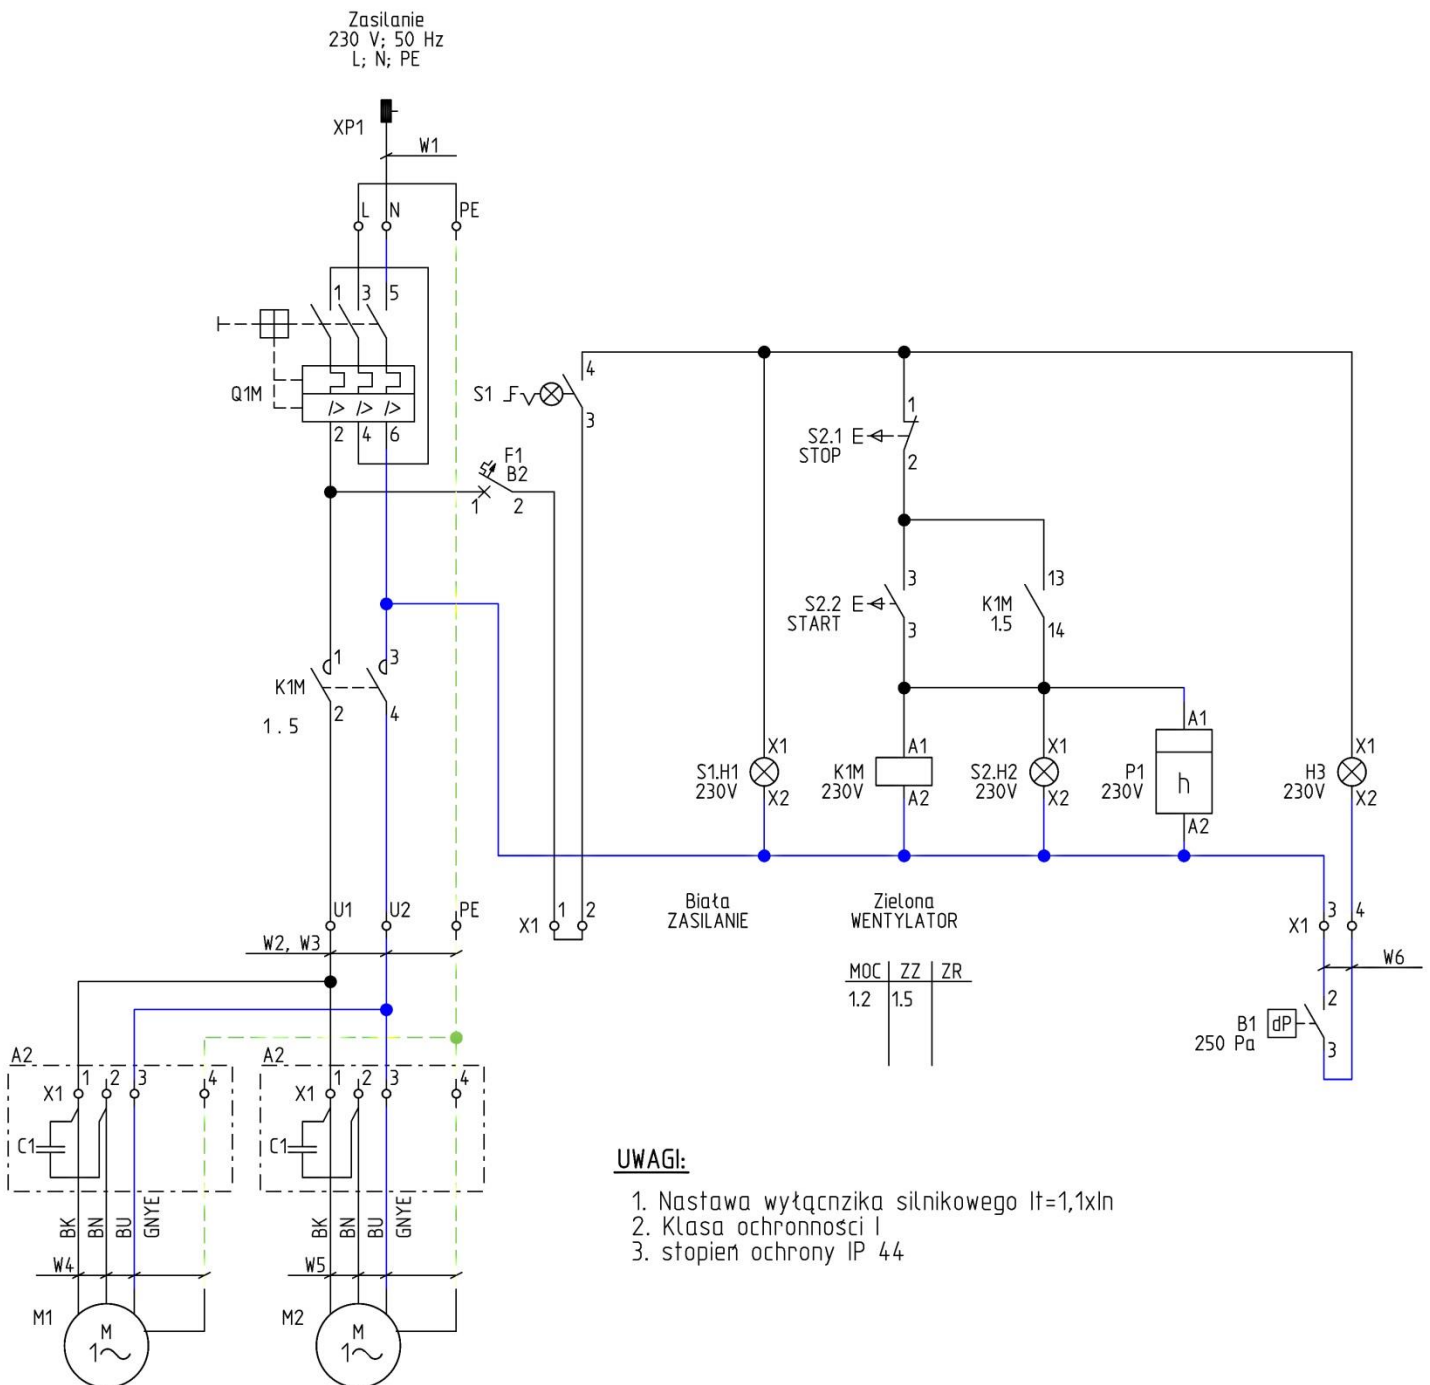 Zasilanie
230 V; 50 Hz
L; N; PE
XP1
W1
L N PE
1 3 5
Q1M
I> I> I>
2 4 6
F1
B2
1 2
S1
4
3
1
S2.1
STOP
2
3
S2.2
START
3
13
K1M
1.5
14
1 3
K1M
1.5
2 4
X1
S1.H1
230V
X2
A1
K1M
230V
A2
X1
S2.H2
230V
X2
A1
P1
230V
h
A2
X1
H3
230V
X2
U1 U2 PE
W2, W3
X1 1 2
Biała
ZASILANIE
Zielona
WENTYLATOR
MOC ZZ ZR
1.2 1.5
3 4
X1
W6
2
B1
250 Pa
dP
3
A2
X1 1 2 3 4
C1
BK BN BU GNYE
W4
M1
M
1~
A2
X1 1 2 3 4
C1
BK BN BU GNYE
W5
M2
M
1~
UWAGI:
1. Nastawa wyłącnzika silnikowego It=1,1xIn
2. Klasa ochronności I
3. stopień ochrony IP 44